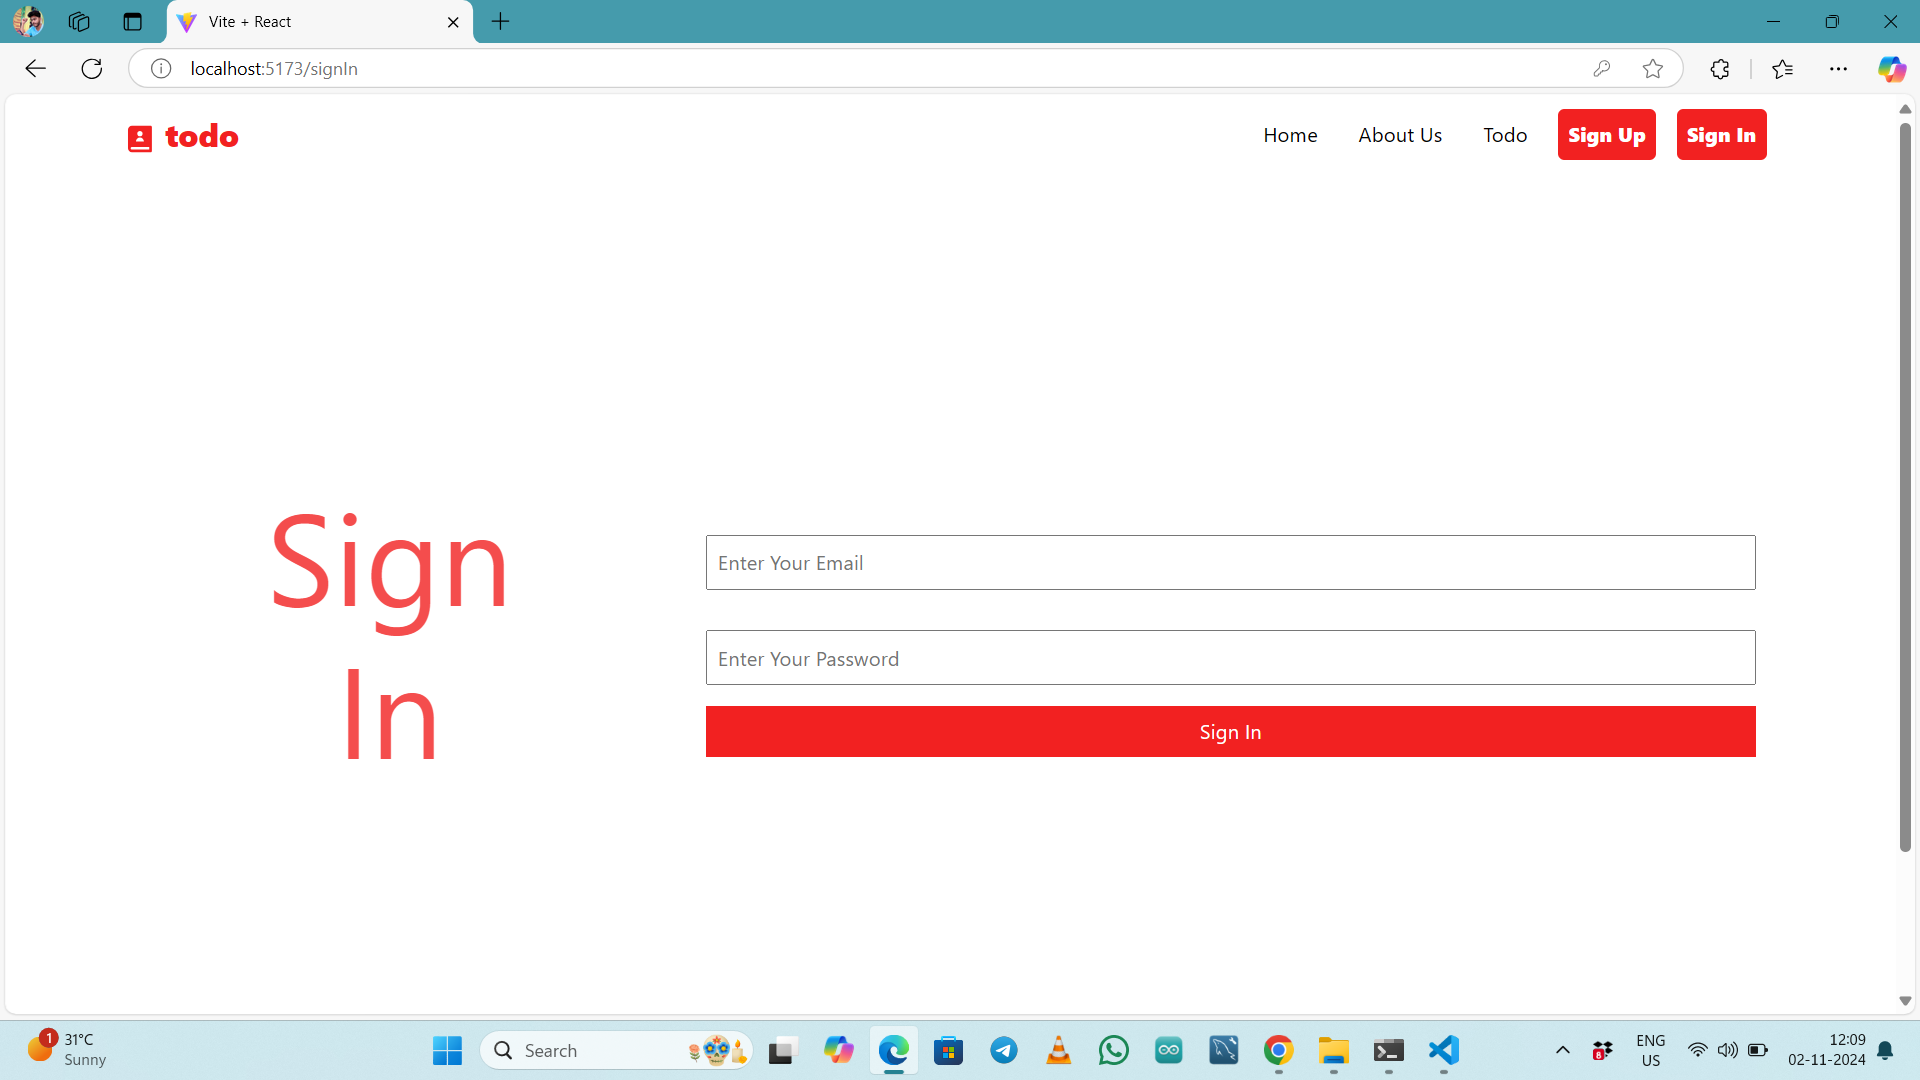 Vite + React
localhost:5173/signIn
todo
Home
About Us
Todo
Sign Up
Sign In
Sign
In
Enter Your Email
Enter Your Password
Sign In
1
31°C
Sunny
Search
8
ENG
US
12:09
02-11-2024